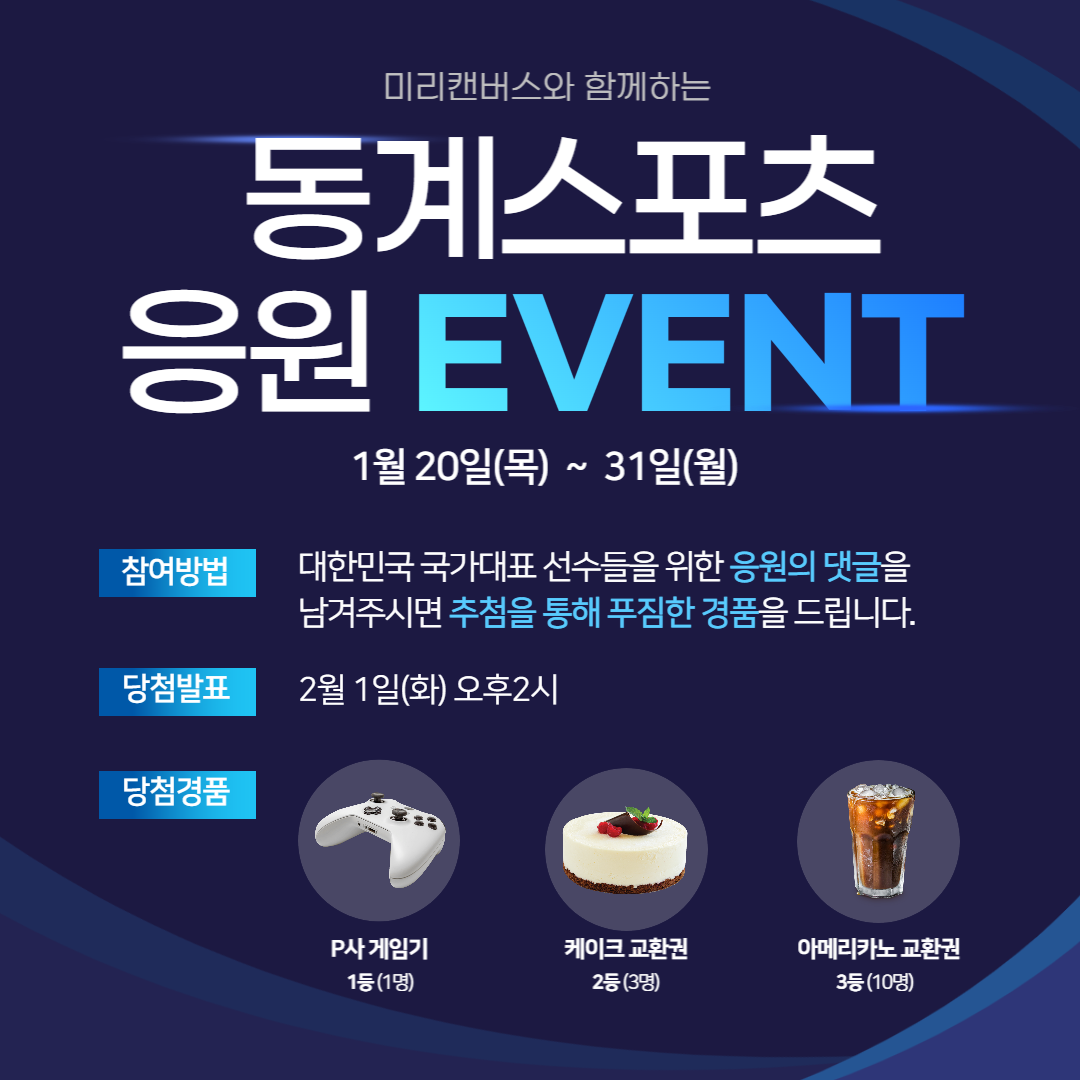 미리캔버스와 함께하는
동계스포츠
응원 EVENT
1월 20일(목) ~ 31일(월)
참여방법
대한민국 국가대표 선수들을 위한 응원의 댓글을
남겨주시면 추첨을 통해 푸짐한 경품을 드립니다.
당첨발표
2월 1일(화) 오후2시
당첨경품
P사 게임기
1등 (1명)
케이크 교환권
2등 (3명)
아메리카노 교환권
3등 (10명)